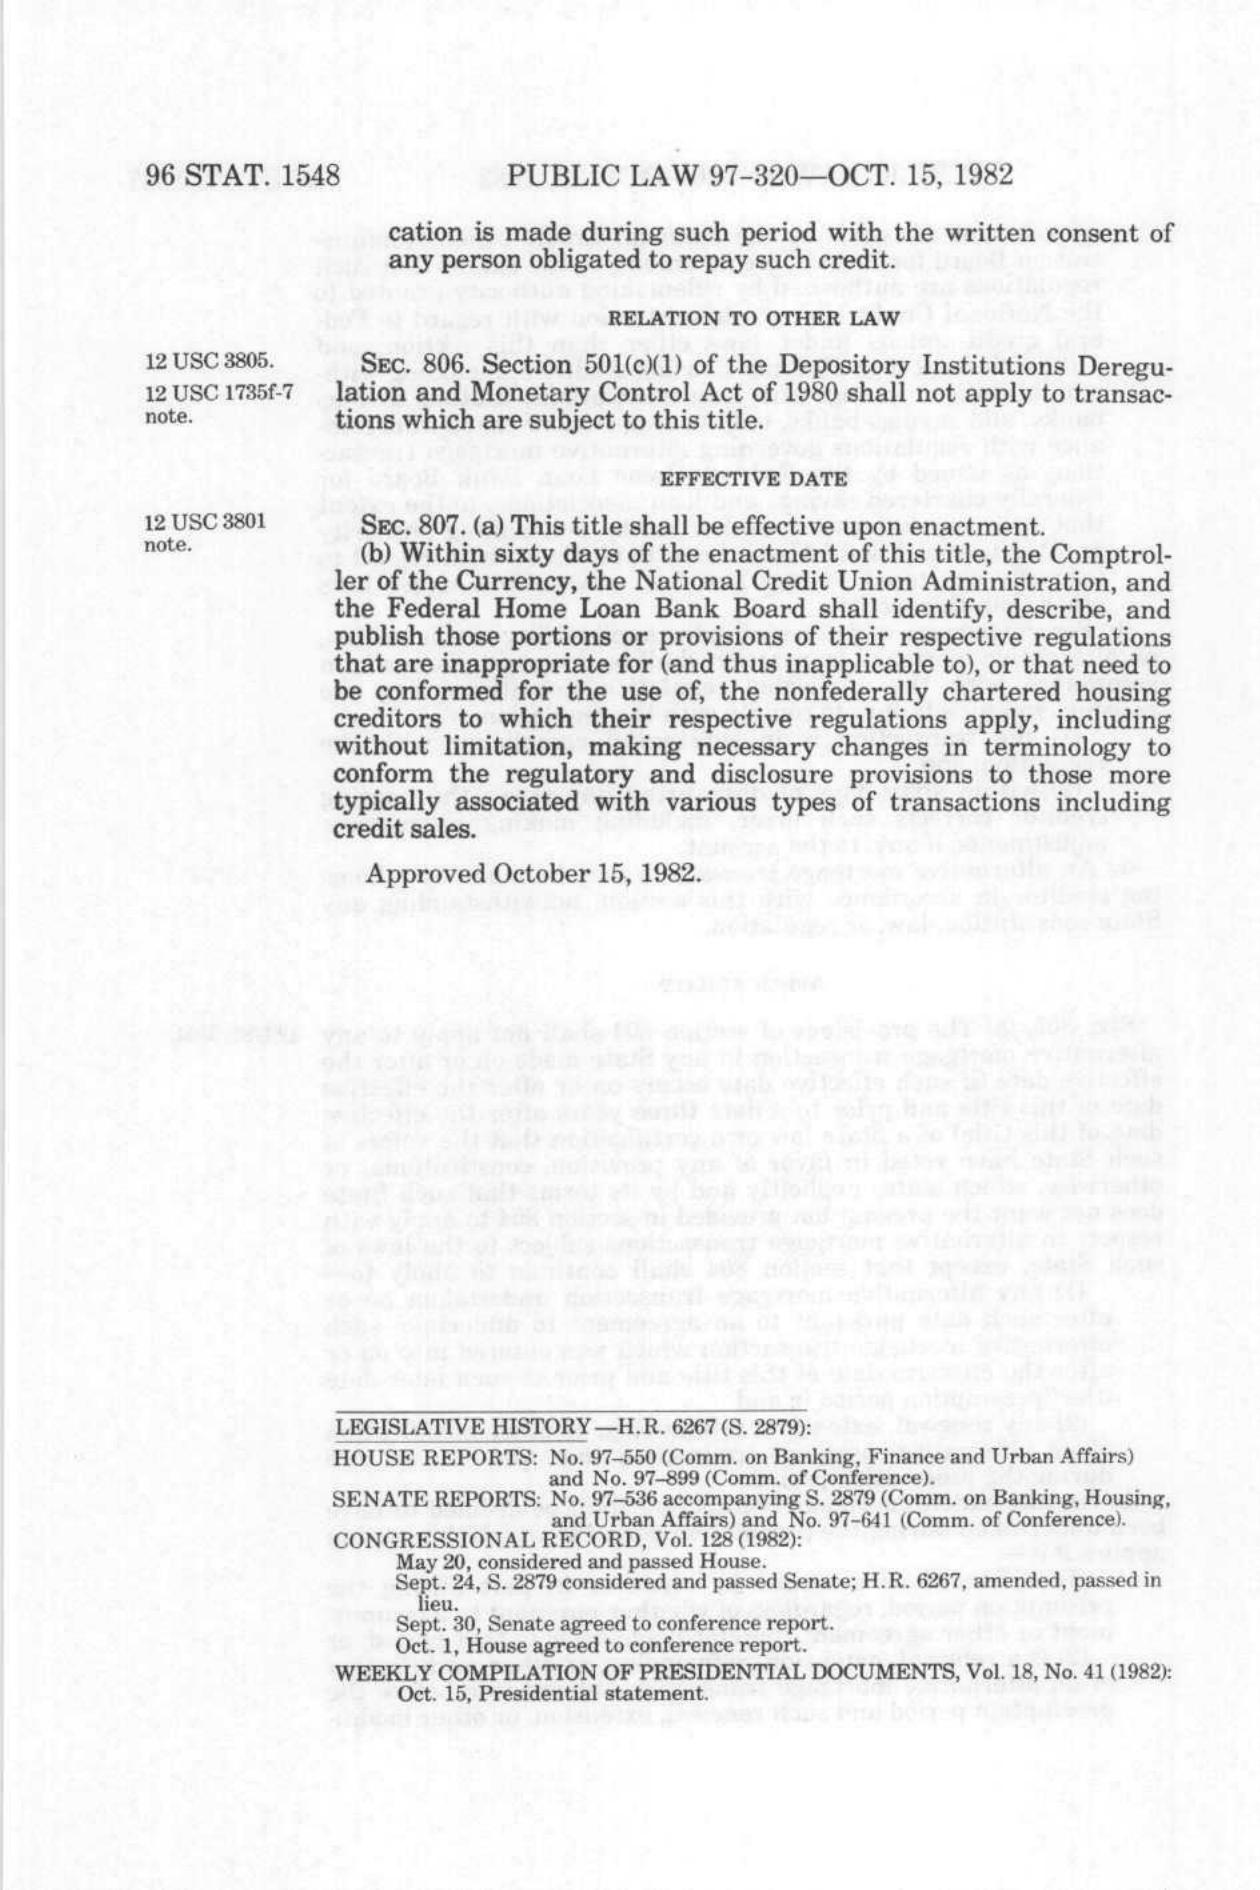 96 STAT. 1548 PUBLIC LAW 97-320—OCT. 15, 1982
cation is made during such period with the written consent of
any person obligated to repay such credit.
RELATION TO OTHER LAW
12 USC 3805.
12 USC 1735f-7
note.
SEC. 806. Section 501(c)(1) of the Depository Institutions Deregu-
lation and Monetary Control Act of 1980 shall not apply to transac-
tions which are subject to this title.
EFFECTIVE DATE
12 USC 3801
note.
SEC. 807. (a) This title shall be effective upon enactment.
(b) Within sixty days of the enactment of this title, the Comptrol-
ler of the Currency, the National Credit Union Administration, and
the Federal Home Loan Bank Board shall identify, describe, and
publish those portions or provisions of their respective regulations
that are inappropriate for (and thus inapplicable to), or that need to
be conformed for the use of, the nonfederally chartered housing
creditors to which their respective regulations apply, including
without limitation, making necessary changes in terminology to
conform the regulatory and disclosure provisions to those more
typically associated with various types of transactions including
credit sales.
Approved October 15, 1982.
LEGISLATIVE HISTORY—H.R. 6267 (S. 2879):
HOUSE REPORTS: No. 97-550 (Comm. on Banking, Finance and Urban Affairs)
and No. 97-899 (Comm. of Conference).
SENATE REPORTS: No. 97-536 accompanying S. 2879 (Comm. on Banking, Housing,
and Urban Affairs) and No. 97-641 (Comm. of Conference).
CONGRESSIONAL RECORD, Vol. 128 (1982):
May 20, considered and passed House.
Sept. 24, S. 2879 considered and passed Senate; H.R. 6267, amended, passed in
lieu.
Sept. 30, Senate agreed to conference report.
Oct. 1, House agreed to conference report.
WEEKLY COMPILATION OF PRESIDENTIAL DOCUMENTS, Vol. 18, No. 41 (1982):
Oct. 15, Presidential statement.